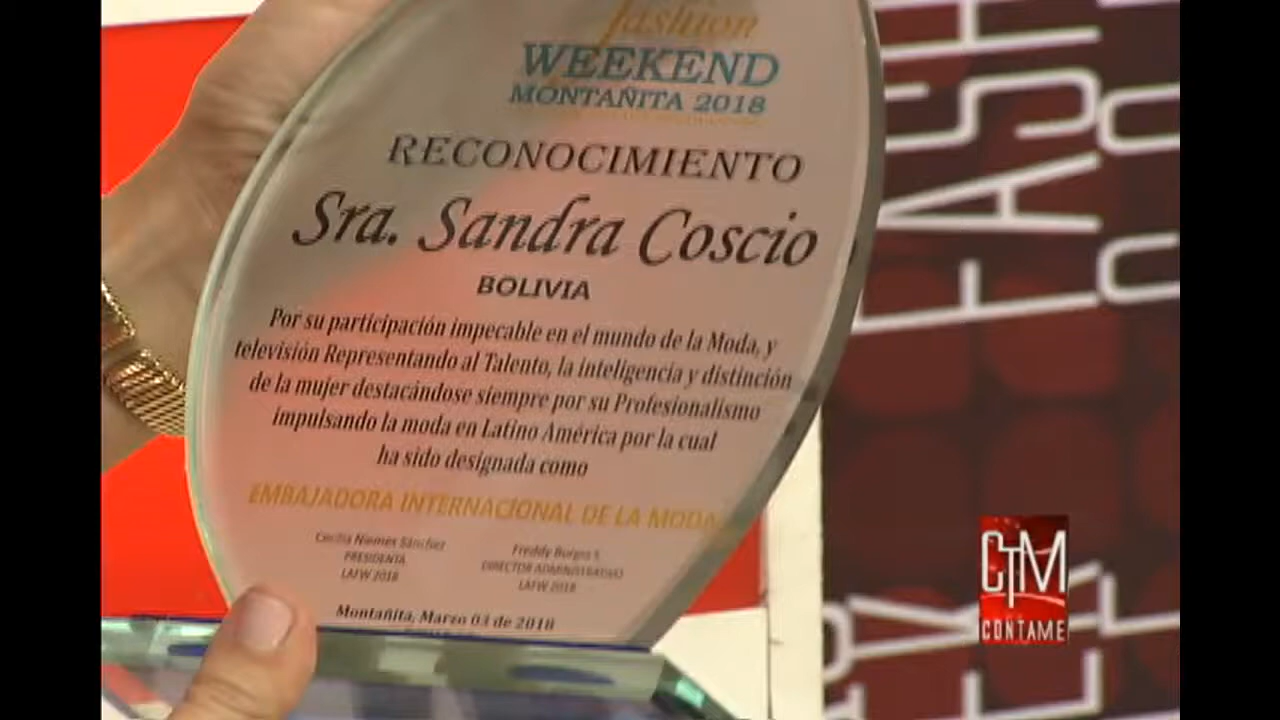 fashion
WEEKEND
MONTAÑITA 2018
RECONOCIMIENTO
Sra. Sandra Coscio
BOLIVIA
Por su participación impecable en el mundo de la Moda, y
televisión Representando al Talento, la inteligencia y distinción
de la mujer destacándose siempre por su Profesionalismo
impulsando la moda en Latino América por la cual
ha sido designada como
EMBAJADORA INTERNACIONAL DE LA MODA
Cecilia Niemes Sánchez
PRESIDENTA
LAFW 2018
Freddy Burgos
DIRECTOR ADMINISTRATIVO
LAFW 2018
Montañita, Marzo 03 de 2018
CTM
CONTAME